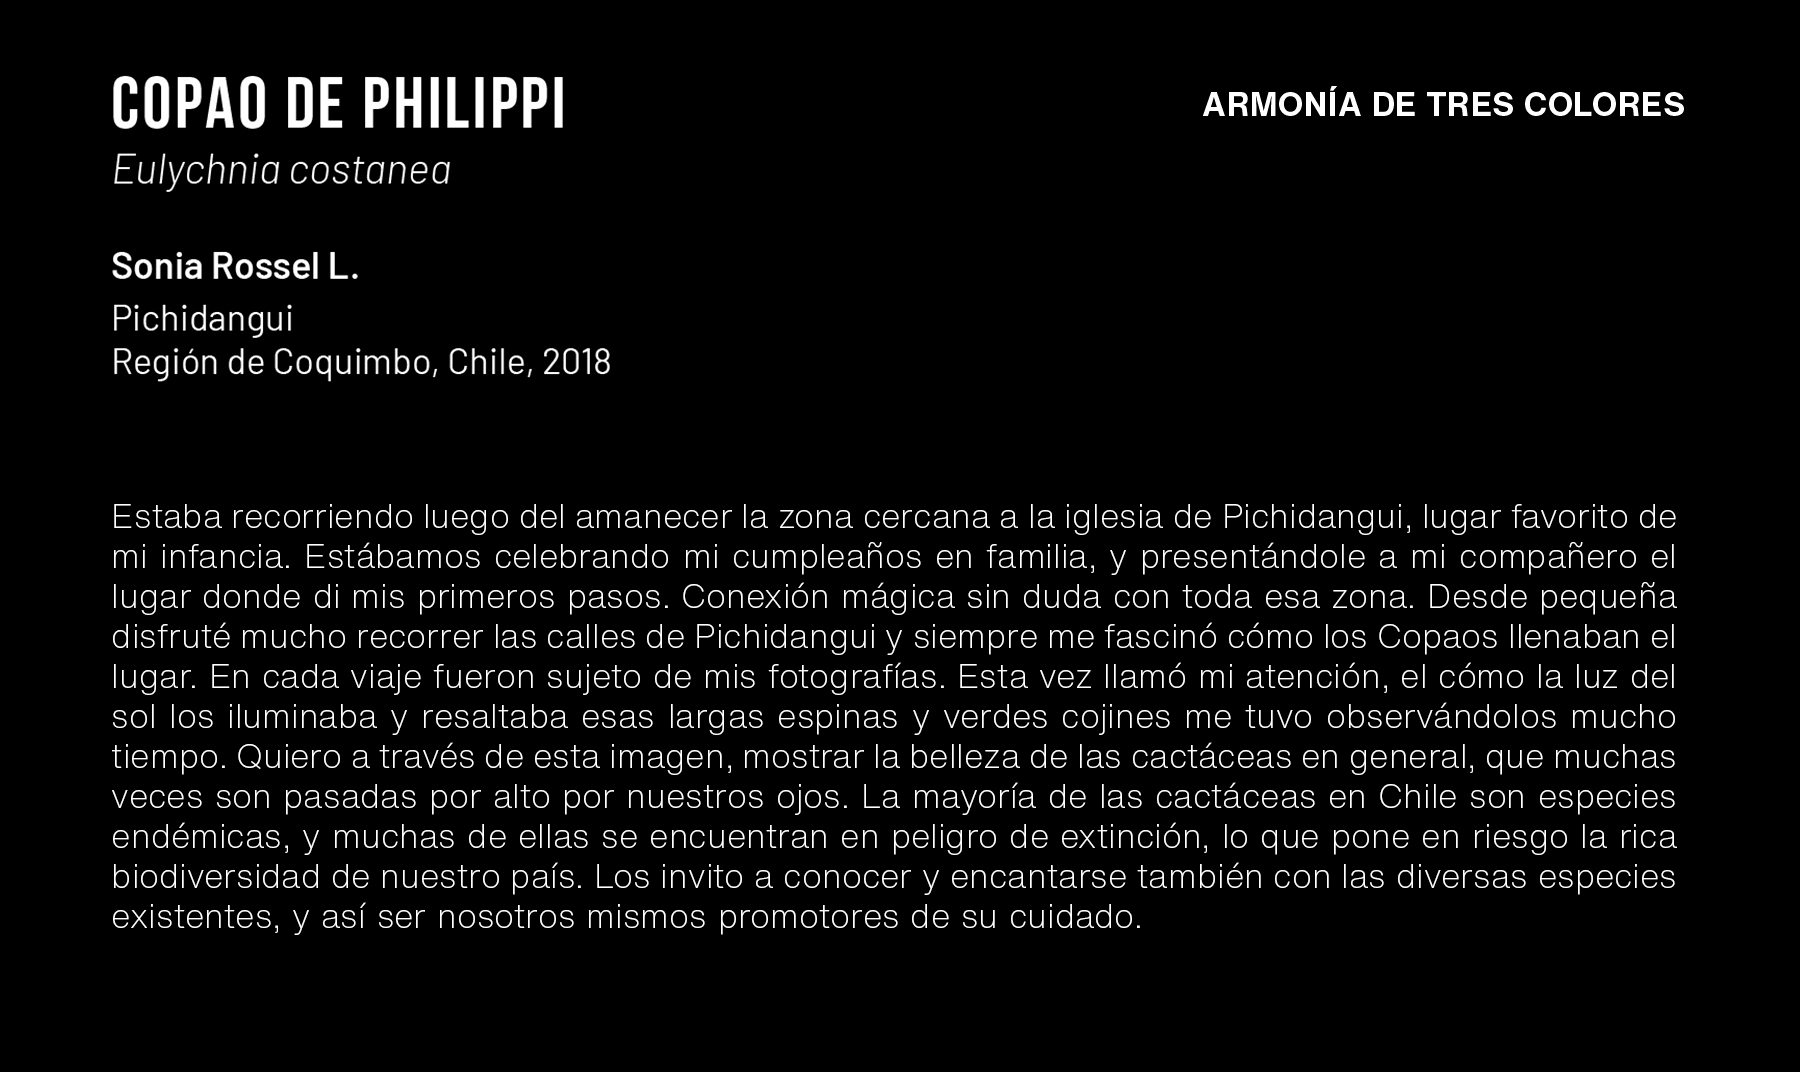 COPAO DE PHILIPPI
ARMONÍA DE TRES COLORES
Eulychnia costanea
Sonia Rossel L.
Pichidangui
Región de Coquimbo, Chile, 2018
Estaba recorriendo luego del amanecer la zona cercana a la iglesia de Pichidangui, lugar favorito de
mi infancia. Estábamos celebrando mi cumpleaños en familia, y presentándole a mi compañero el
lugar donde di mis primeros pasos. Conexión mágica sin duda con toda esa zona. Desde pequeña
disfruté mucho recorrer las calles de Pichidangui y siempre me fascinó cómo los Copaos llenaban el
lugar. En cada viaje fueron sujeto de mis fotografías. Esta vez llamó mi atención, el cómo la luz del
sol los iluminaba y resaltaba esas largas espinas y verdes cojines me tuvo observándolos mucho
tiempo. Quiero a través de esta imagen, mostrar la belleza de las cactáceas en general, que muchas
veces son pasadas por alto por nuestros ojos. La mayoría de las cactáceas en Chile son especies
endémicas, y muchas de ellas se encuentran en peligro de extinción, lo que pone en riesgo la rica
biodiversidad de nuestro país. Los invito a conocer y encantarse también con las diversas especies
existentes, y así ser nosotros mismos promotores de su cuidado.